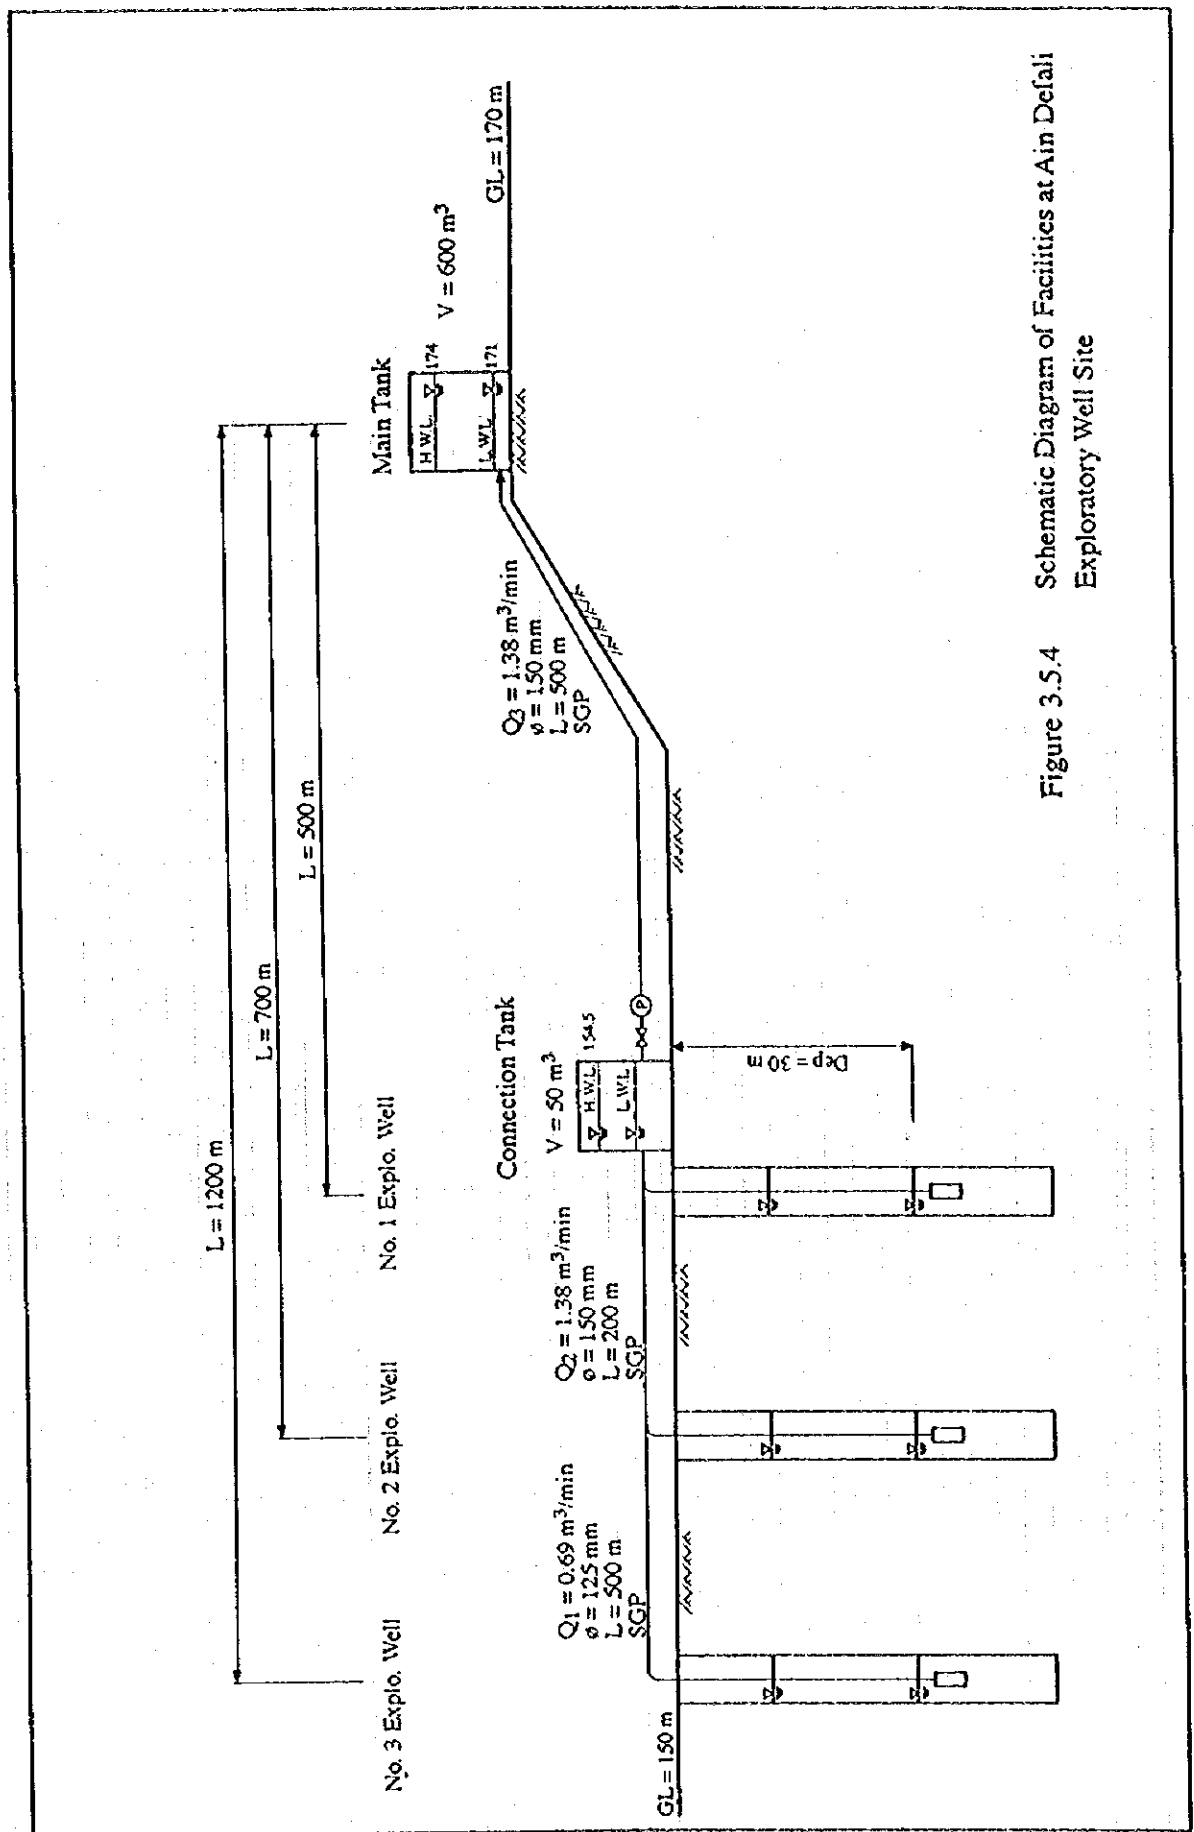 L = 1200 m
L = 700 m
L = 500 m
No. 3 Explo. Well
No. 2 Explo. Well
No. 1 Explo. Well
Main Tank
H.W.L.
174
L.W.L.
171
V = 600 m³
GL = 170 m
Connection Tank
V = 50 m³
H.W.L.
154.5
L.W.L.
P
Q1 = 0.69 m³/min
ø = 125 mm
L = 500 m
SGP
Q2 = 1.38 m³/min
ø = 150 mm
L = 200 m
SGP
Q3 = 1.38 m³/min
ø = 150 mm
L = 500 m
SGP
GL = 150 m
Dep = 30 m
Figure 3.5.4 Schematic Diagram of Facilities at Ain Defali
Exploratory Well Site